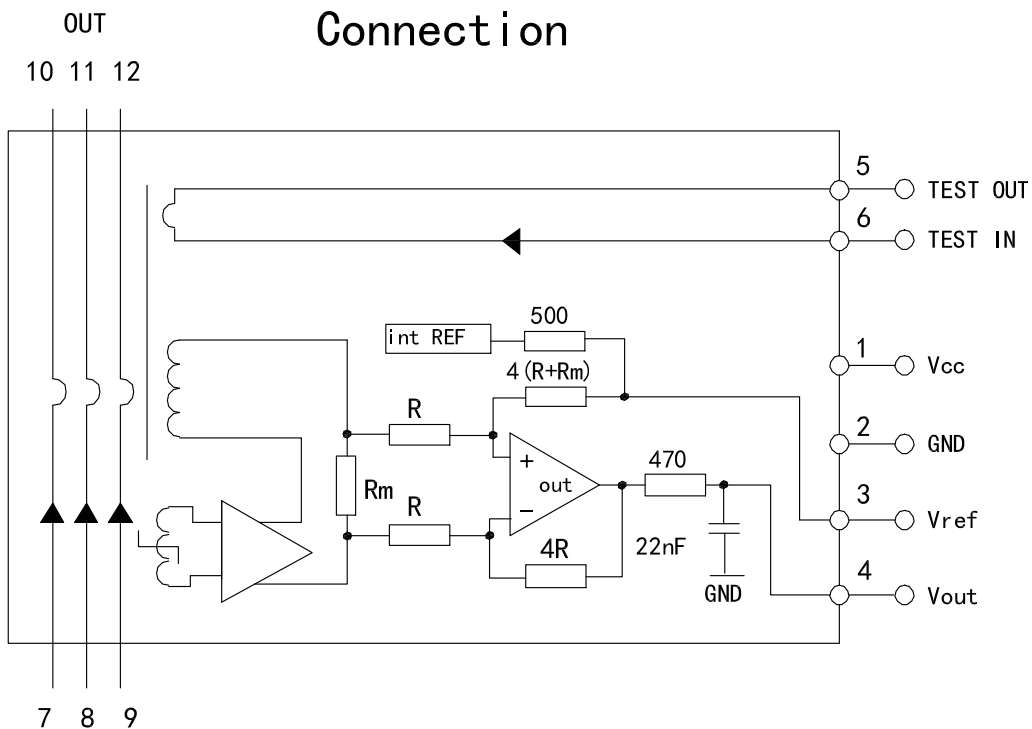 OUT
Connection
10 11 12
5
TEST OUT
6
TEST IN
500
int REF
1
4(R+Rm)
Vcc
R
2
GND
+
470
Rm
out
3
R
−
Vref
4R
22nF
4
GND
Vout
7 8 9